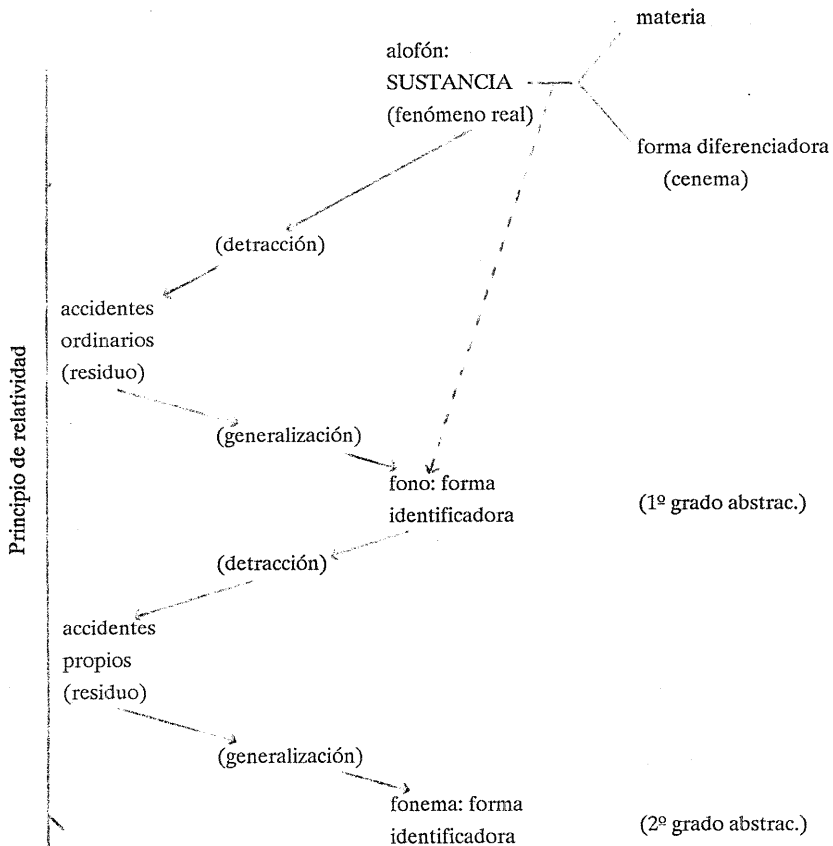 materia
alofón:
SUSTANCIA
(fenómeno real)
forma diferenciadora
(cenema)
(detracción)
accidentes
ordinarios
(residuo)
Principio de relatividad
(generalización)
fono: forma
identificadora
(1º grado abstrac.)
(detracción)
accidentes
propios
(residuo)
(generalización)
fonema: forma
identificadora
(2º grado abstrac.)